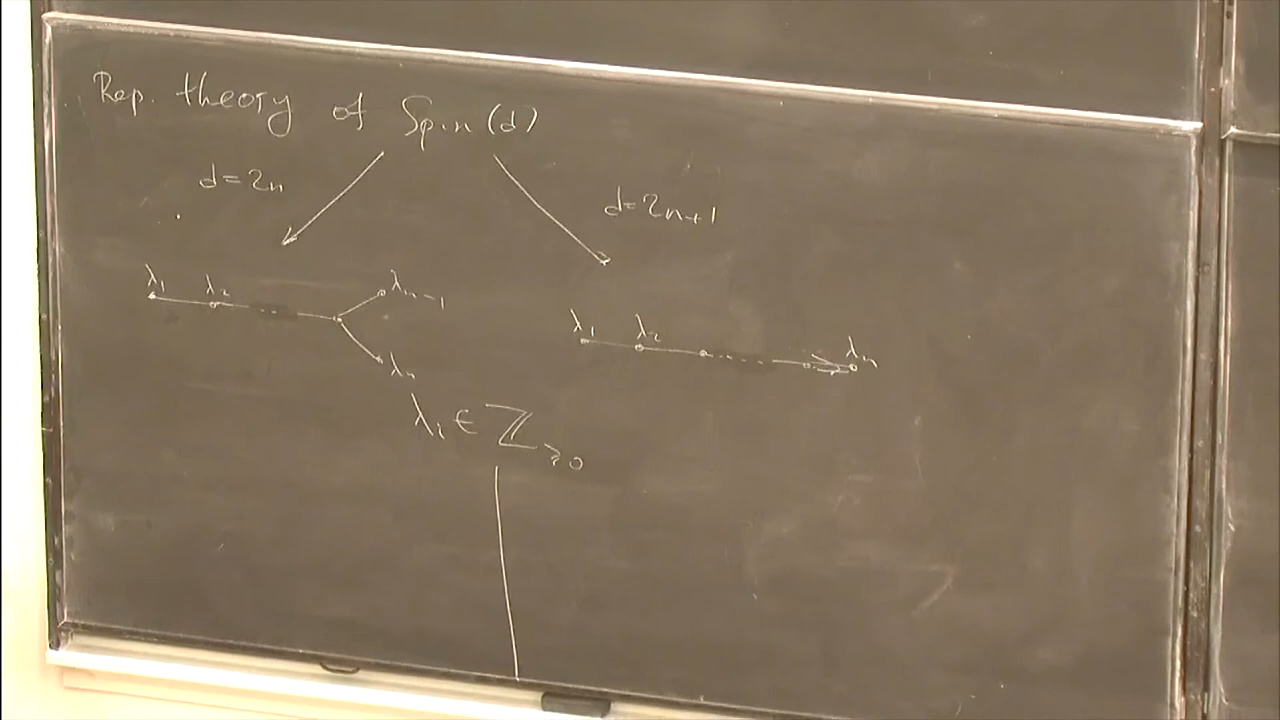 Rep. theory of Spin(d)
d=2n
d=2n+1
λ₁ λ₂ ... λₙ₋₁
λₙ
λ₁ λ₂ .... λₙ
λᵢ ∈ ℤ≥0